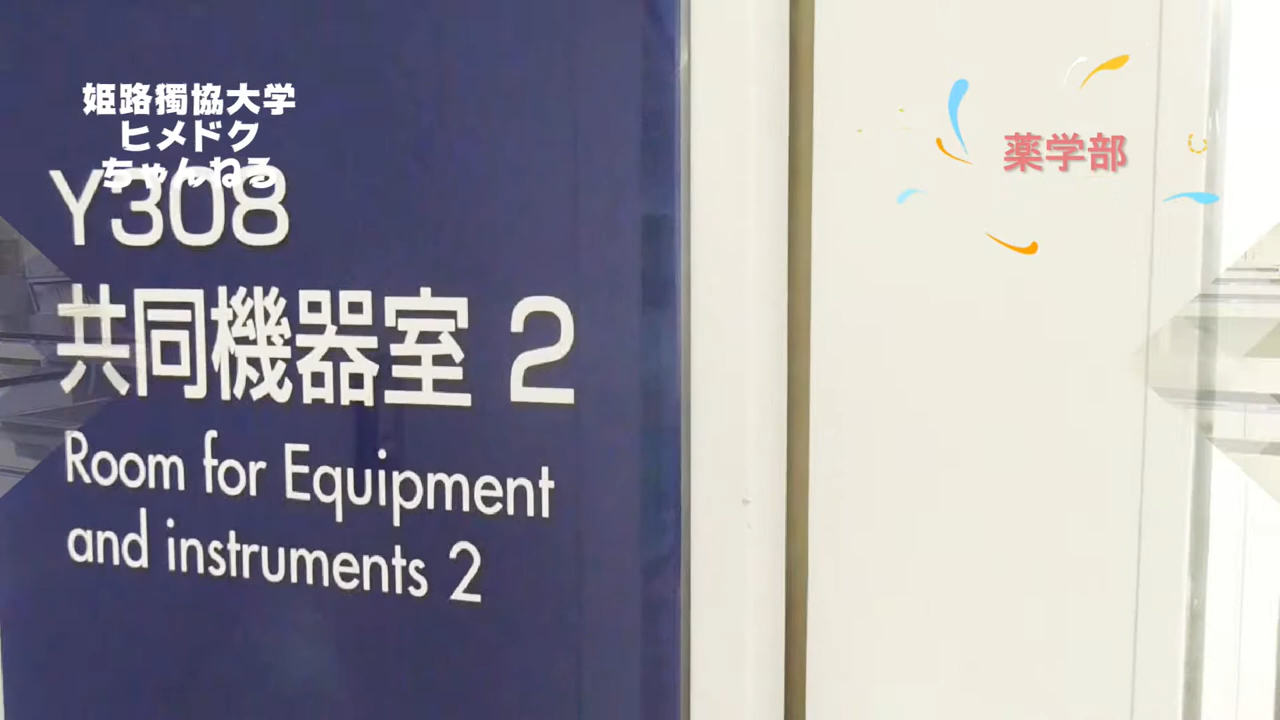 姫路獨協大学
ヒメドク
ちゃんねる
薬学部
Y308
共同機器室 2
Room for Equipment
and instruments 2